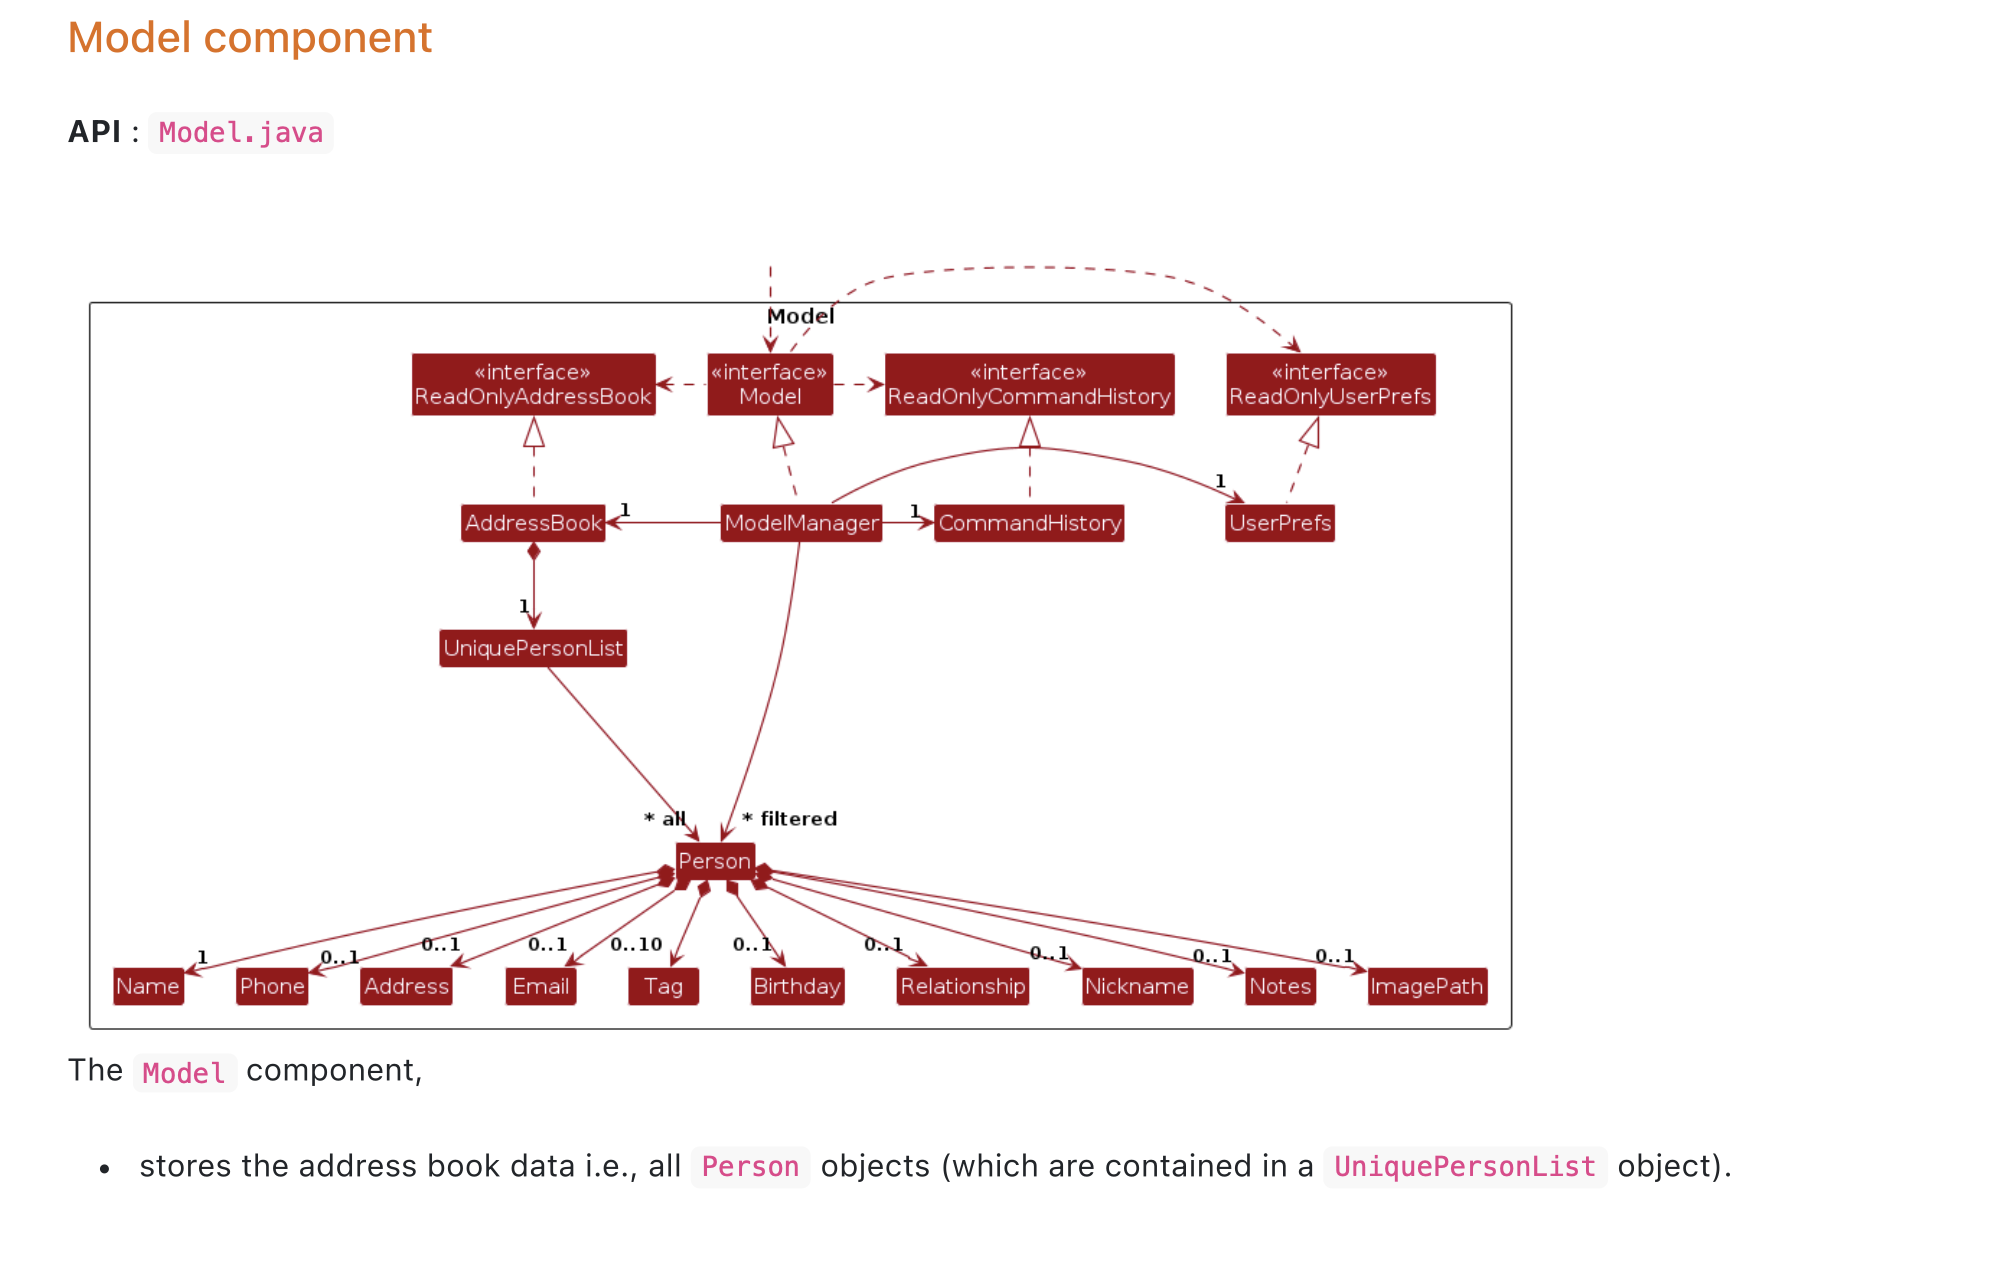 Model component
API : Model.java
Model
«interface»
ReadOnlyAddressBook
«interface»
Model
«interface»
ReadOnlyCommandHistory
«interface»
ReadOnlyUserPrefs
1
AddressBook
1
ModelManager
1
CommandHistory
UserPrefs
1
UniquePersonList
* all
* filtered
Person
1
0..1
0..1
0..1
0..10
0..1
0..1
0..1
0..1
0..1
Name
Phone
Address
Email
Tag
Birthday
Relationship
Nickname
Notes
ImagePath
The Model component,
• stores the address book data i.e., all Person objects (which are contained in a UniquePersonList object).